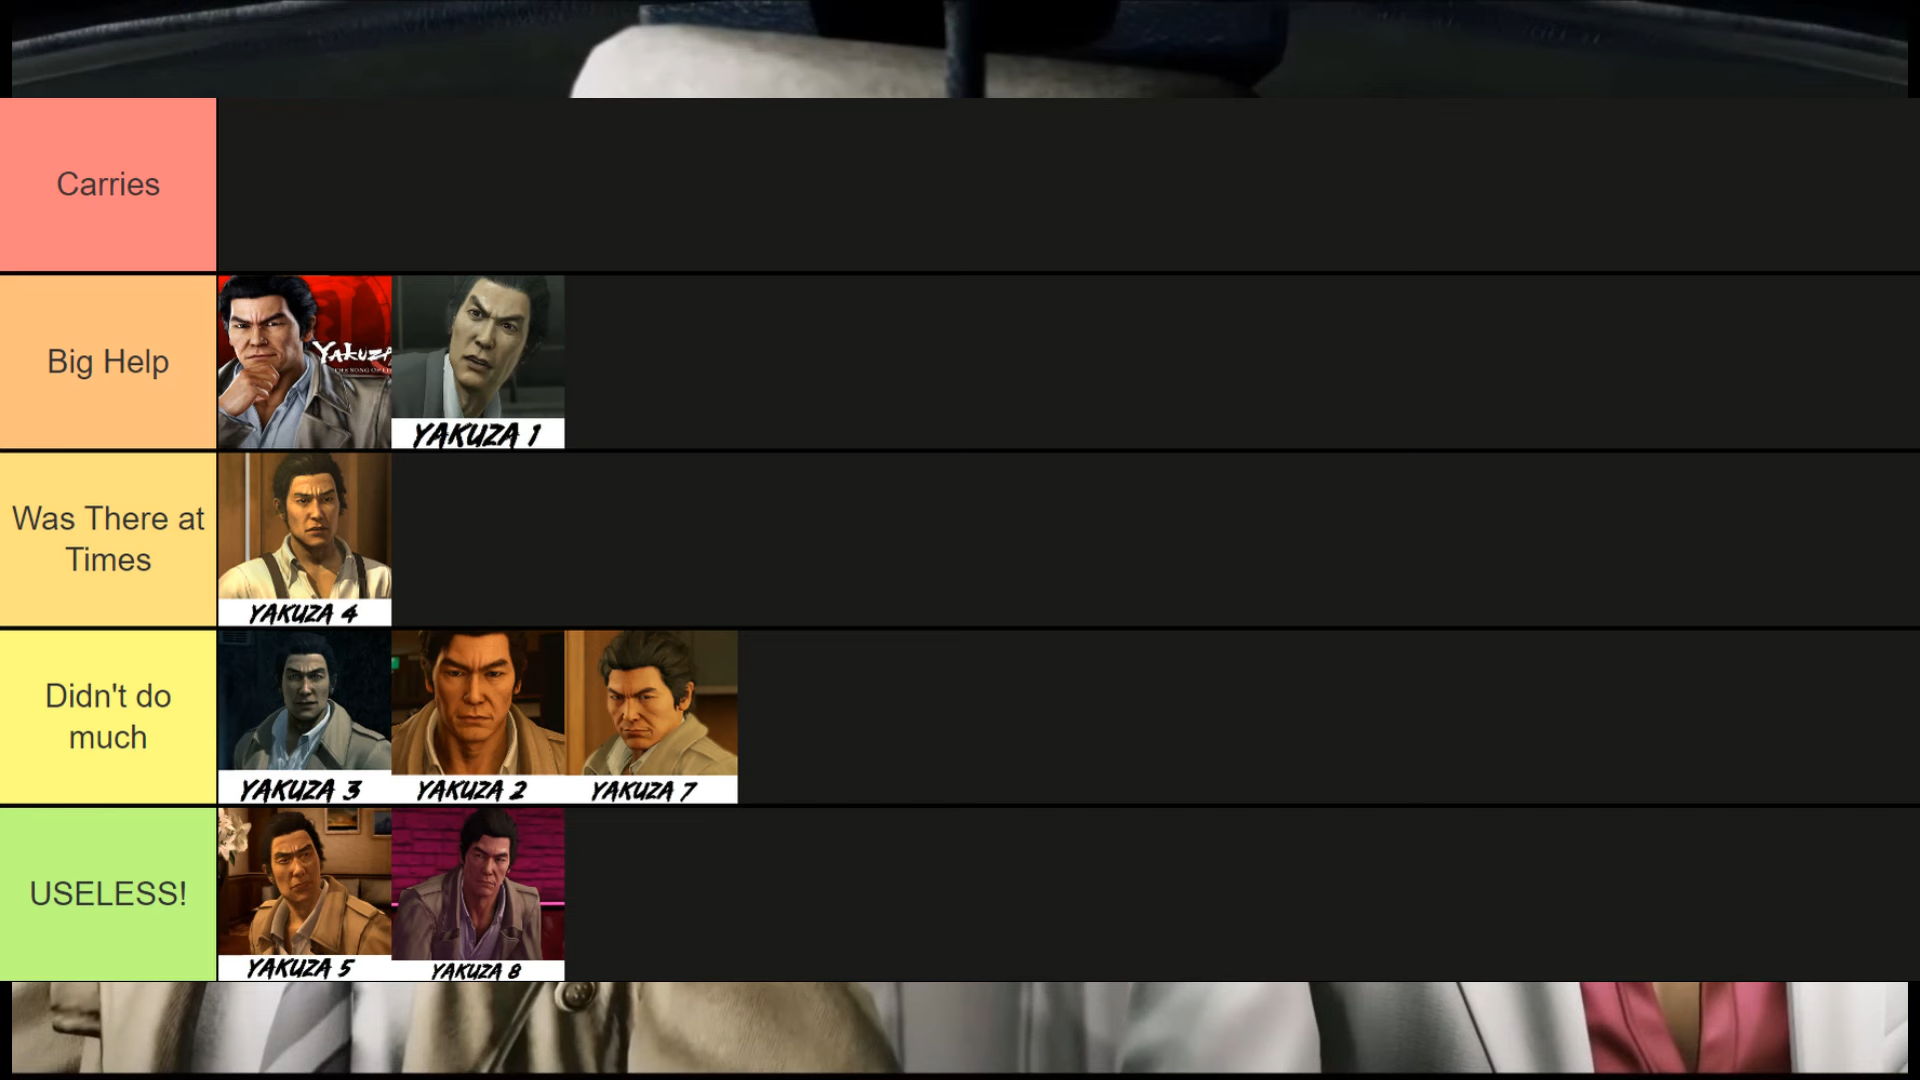 Carries
Big Help
YAKUZA
YAKUZA 1
Was There at
Times
YAKUZA 4
Didn't do
much
YAKUZA 3
YAKUZA 2
YAKUZA 7
USELESS!
YAKUZA 5
YAKUZA 8